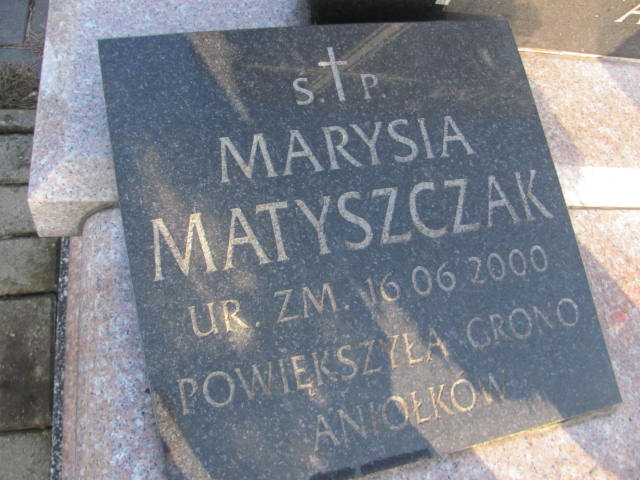 S. P.
MARYSIA
MATYSZCZAK
UR. ZM. 16.06.2000
POWIĘKSZYŁA GRONO
ANIOŁKÓW